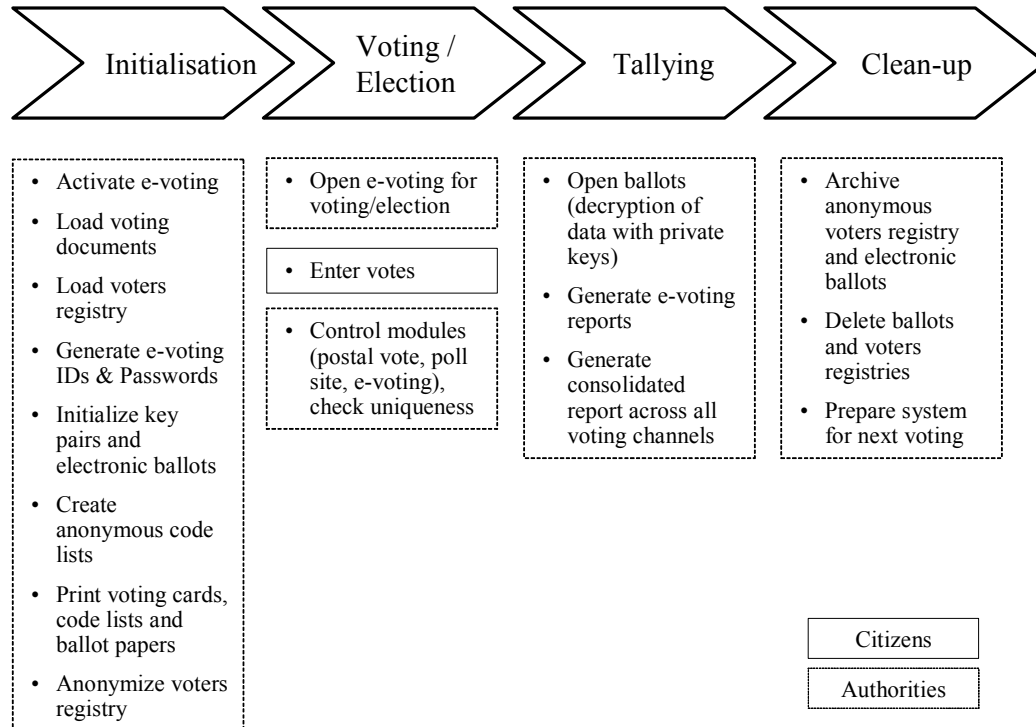 Initialisation
Voting /
Election
Tallying
Clean-up
• Activate e-voting
• Load voting
documents
• Load voters
registry
• Generate e-voting
IDs & Passwords
• Initialize key
pairs and
electronic ballots
• Create
anonymous code
lists
• Print voting cards,
code lists and
ballot papers
• Anonymize voters
registry
• Open e-voting for
voting/election
• Enter votes
• Control modules
(postal vote, poll
site, e-voting),
check uniqueness
• Open ballots
(decryption of
data with private
keys)
• Generate e-voting
reports
• Generate
consolidated
report across all
voting channels
• Archive
anonymous
voters registry
and electronic
ballots
• Delete ballots
and voters
registries
• Prepare system
for next voting
Citizens
Authorities